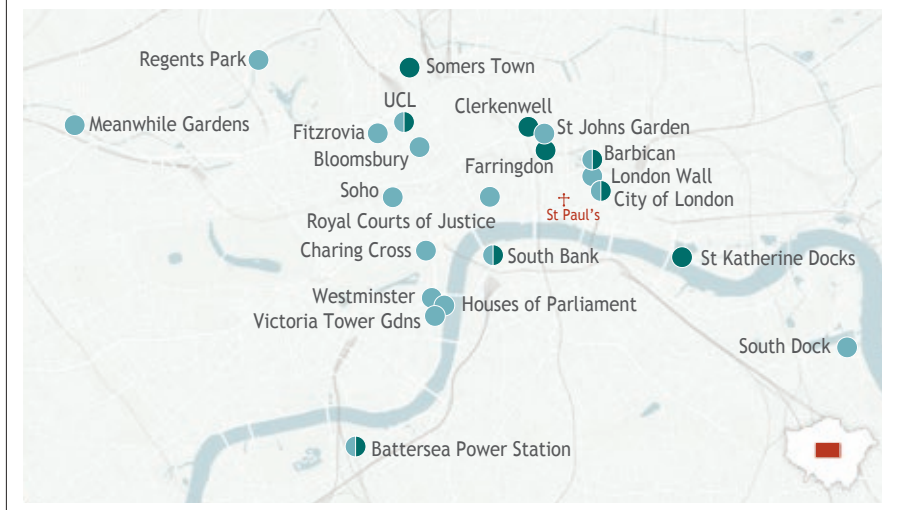 Regents Park
Somers Town
UCL
Clerkenwell
Meanwhile Gardens
Fitzrovia
St Johns Garden
Bloomsbury
Barbican
Farringdon
London Wall
Soho
City of London
St Paul's
Royal Courts of Justice
Charing Cross
South Bank
St Katherine Docks
Westminster
Houses of Parliament
Victoria Tower Gdns
South Dock
Battersea Power Station